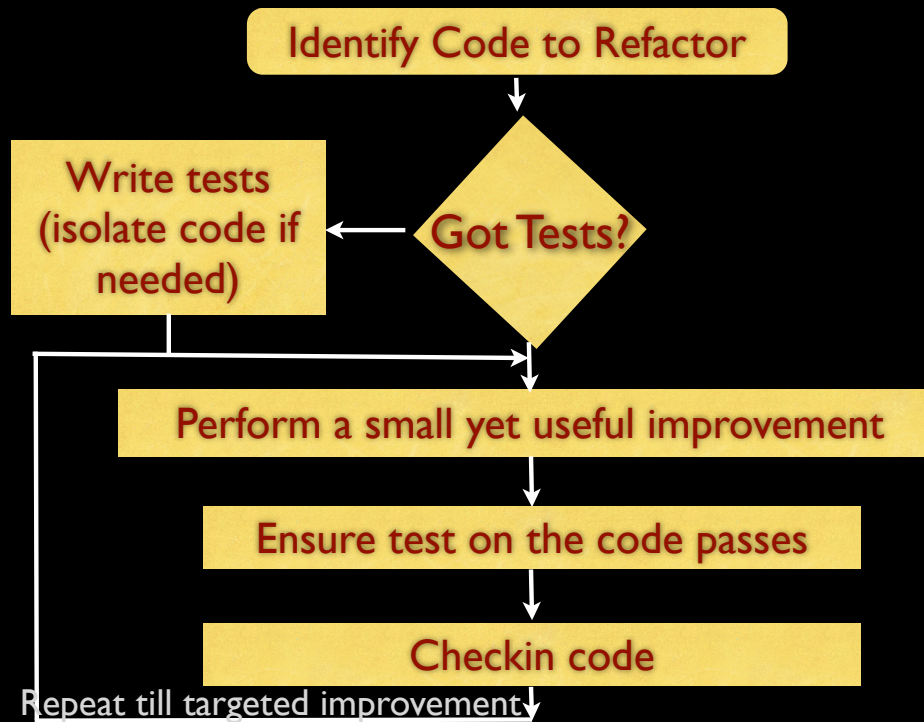 Identify Code to Refactor
Write tests
(isolate code if
needed)
Got Tests?
Perform a small yet useful improvement
Ensure test on the code passes
Checkin code
Repeat till targeted improvement